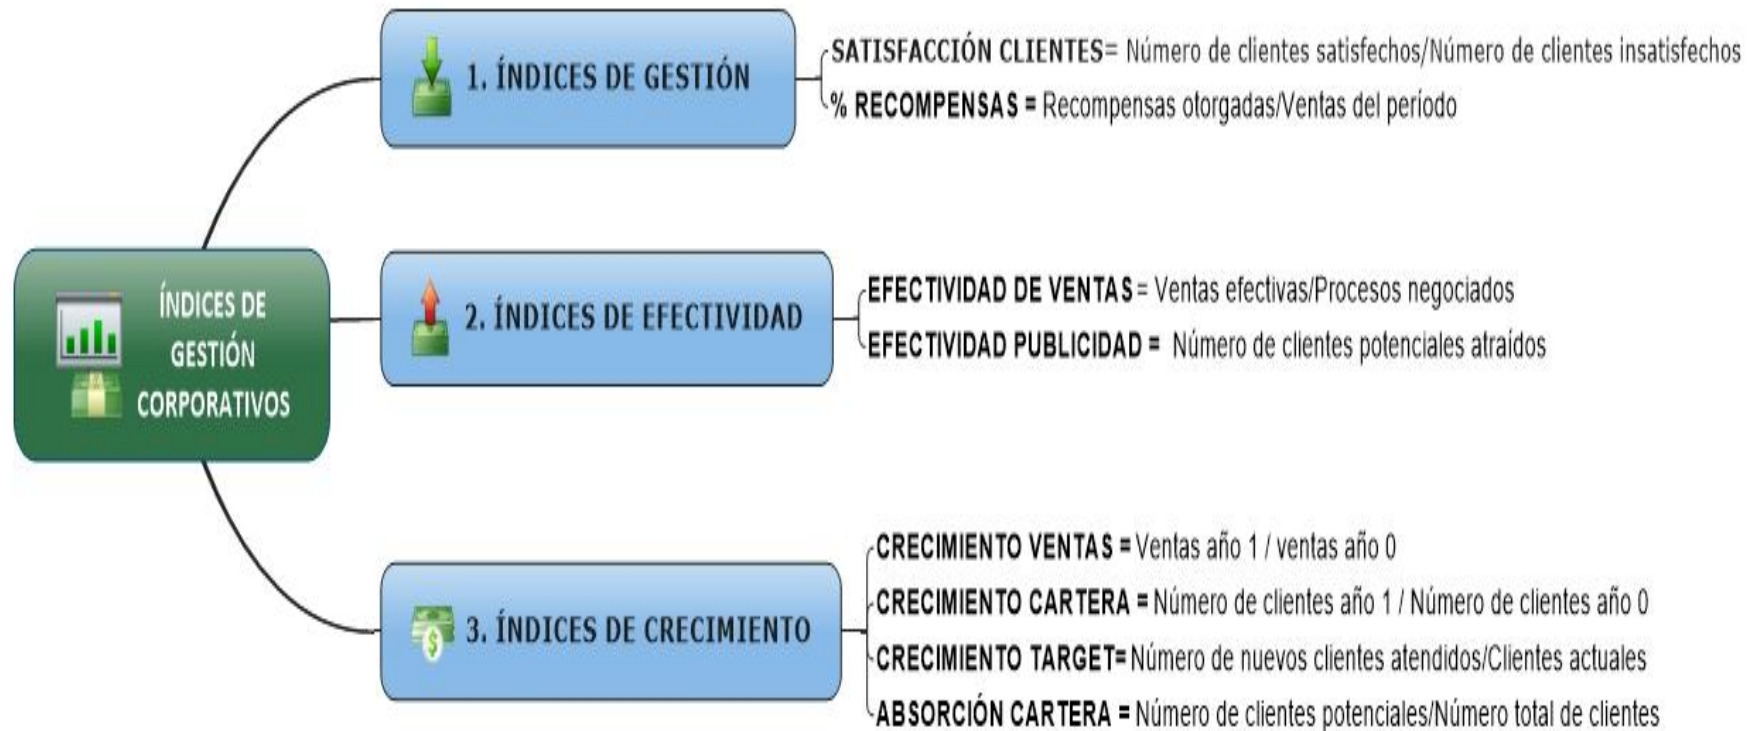 ÍNDICES DE
GESTIÓN
CORPORATIVOS
1. ÍNDICES DE GESTIÓN
SATISFACCIÓN CLIENTES= Número de clientes satisfechos/Número de clientes insatisfechos
% RECOMPENSAS = Recompensas otorgadas/Ventas del período
2. ÍNDICES DE EFECTIVIDAD
EFECTIVIDAD DE VENTAS = Ventas efectivas/Procesos negociados
EFECTIVIDAD PUBLICIDAD = Número de clientes potenciales atraídos
3. ÍNDICES DE CRECIMIENTO
CRECIMIENTO VENTAS = Ventas año 1 / ventas año 0
CRECIMIENTO CARTERA = Número de clientes año 1 / Número de clientes año 0
CRECIMIENTO TARGET= Número de nuevos clientes atendidos/Clientes actuales
ABSORCIÓN CARTERA = Número de clientes potenciales/Número total de clientes
$